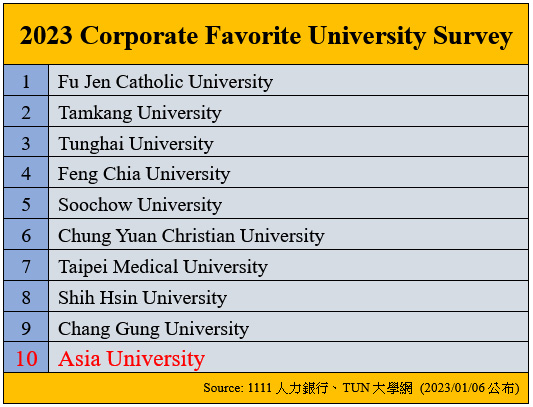 2023 Corporate Favorite University Survey
1 Fu Jen Catholic University
2 Tamkang University
3 Tunghai University
4 Feng Chia University
5 Soochow University
6 Chung Yuan Christian University
7 Taipei Medical University
8 Shih Hsin University
9 Chang Gung University
10 Asia University
Source: 1111 人力銀行、TUN 大學網 (2023/01/06 公布)